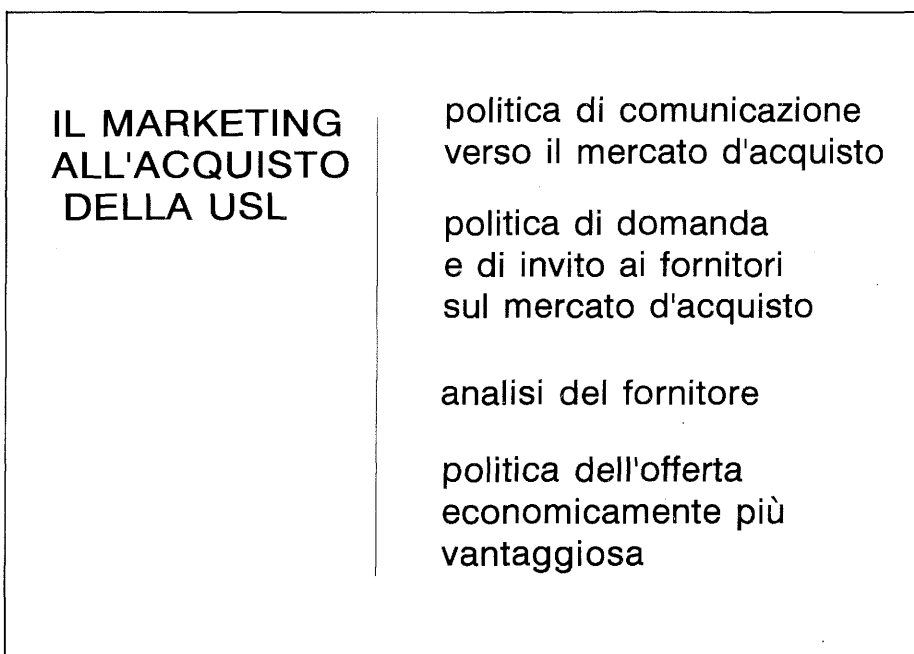 IL MARKETING
ALL'ACQUISTO
DELLA USL
politica di comunicazione
verso il mercato d'acquisto
politica di domanda
e di invito ai fornitori
sul mercato d'acquisto
analisi del fornitore
politica dell'offerta
economicamente più
vantaggiosa